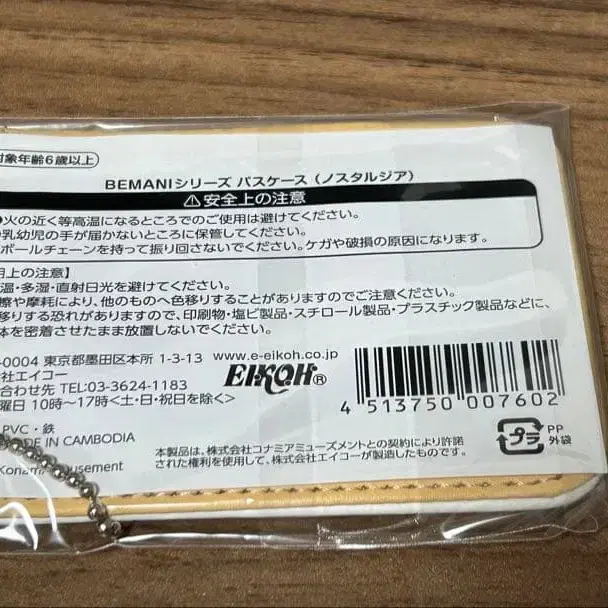 対象年齢6歳以上
BEMANIシリーズ パスケース（ノスタルジア）
⚠安全上の注意
●火の近く等高温になるところでのご使用は避けてください。
乳幼児の手が届かないところに保管してください。
ボールチェーンを持って振り回さないでください。ケガや破損の原因になります。
用上の注意】
温・多湿・直射日光を避けてください。
擦や摩耗により、他のものへ色移りすることがありますのでご注意ください。
移りする恐れがありますので、印刷物・塩ビ製品・スチロール製品・プラスチック製品などに、
体を密着させたまま放置しないでください。
-0004 東京都墨田区本所 1-3-13
www.e-eikoh.co.jp
社エイコー
EIKOH®
合わせ先 TEL:03-3624-1183
曜日 10時〜17時<土・日・祝日を除く>
4 513750 007602
PVC・鉄
MADE IN CAMBODIA
プラ
PP
外袋
本製品は、株式会社コナミアミューズメントとの契約により許諾
された権利を使用して、株式会社エイコーが製造したものです。
Konami Amusement